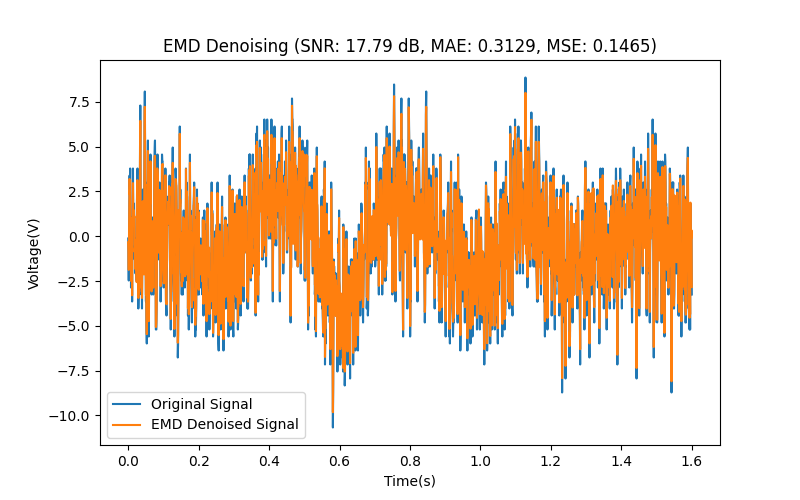 EMD Denoising (SNR: 17.79 dB, MAE: 0.3129, MSE: 0.1465)
7.5
5.0
2.5
0.0
−2.5
−5.0
−7.5
−10.0
Voltage(V)
Original Signal
EMD Denoised Signal
0.0 0.2 0.4 0.6 0.8 1.0 1.2 1.4 1.6
Time(s)